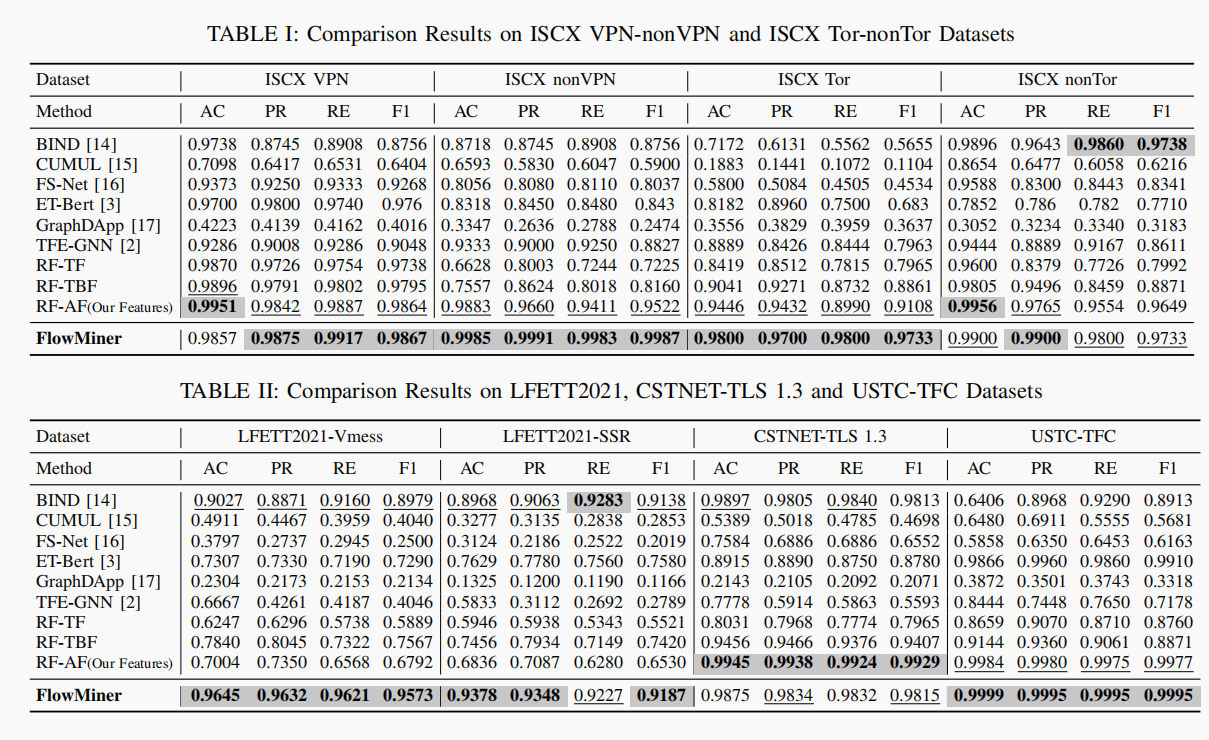 TABLE I: Comparison Results on ISCX VPN-nonVPN and ISCX Tor-nonTor Datasets
Dataset ISCX VPN ISCX nonVPN ISCX Tor ISCX nonTor
Method AC PR RE F1 AC PR RE F1 AC PR RE F1 AC PR RE F1
BIND [14] 0.9738 0.8745 0.8908 0.8756 0.8718 0.8745 0.8908 0.8756 0.7172 0.6131 0.5562 0.5655 0.9896 0.9643 0.9860 0.9738
CUMUL [15] 0.7098 0.6417 0.6531 0.6404 0.6593 0.5830 0.6047 0.5900 0.1883 0.1441 0.1072 0.1104 0.8654 0.6477 0.6058 0.6216
FS-Net [16] 0.9373 0.9250 0.9333 0.9268 0.8056 0.8080 0.8110 0.8037 0.5800 0.5084 0.4505 0.4534 0.9588 0.8300 0.8443 0.8341
ET-Bert [3] 0.9700 0.9800 0.9740 0.976 0.8318 0.8450 0.8480 0.843 0.8182 0.8960 0.7500 0.683 0.7852 0.786 0.782 0.7710
GraphDApp [17] 0.4223 0.4139 0.4162 0.4016 0.3347 0.2636 0.2788 0.2474 0.3556 0.3829 0.3959 0.3637 0.3052 0.3234 0.3340 0.3183
TFE-GNN [2] 0.9286 0.9008 0.9286 0.9048 0.9333 0.9000 0.9250 0.8827 0.8889 0.8426 0.8444 0.7963 0.9444 0.8889 0.9167 0.8611
RF-TF 0.9870 0.9726 0.9754 0.9738 0.6628 0.8003 0.7244 0.7225 0.8419 0.8512 0.7815 0.7965 0.9600 0.8379 0.7726 0.7992
RF-TBF 0.9896 0.9791 0.9802 0.9795 0.7557 0.8624 0.8018 0.8160 0.9041 0.9271 0.8732 0.8861 0.9805 0.9496 0.8459 0.8871
RF-AF(Our Features) 0.9951 0.9842 0.9887 0.9864 0.9883 0.9660 0.9411 0.9522 0.9446 0.9432 0.8990 0.9108 0.9956 0.9765 0.9554 0.9649
FlowMiner 0.9857 0.9875 0.9917 0.9867 0.9985 0.9991 0.9983 0.9987 0.9800 0.9700 0.9800 0.9733 0.9900 0.9900 0.9800 0.9733
TABLE II: Comparison Results on LFETT2021, CSTNET-TLS 1.3 and USTC-TFC Datasets
Dataset LFETT2021-Vmess LFETT2021-SSR CSTNET-TLS 1.3 USTC-TFC
Method AC PR RE F1 AC PR RE F1 AC PR RE F1 AC PR RE F1
BIND [14] 0.9027 0.8871 0.9160 0.8979 0.8968 0.9063 0.9283 0.9138 0.9897 0.9805 0.9840 0.9813 0.6406 0.8968 0.9290 0.8913
CUMUL [15] 0.4911 0.4467 0.3959 0.4040 0.3277 0.3135 0.2838 0.2853 0.5389 0.5018 0.4785 0.4698 0.6480 0.6911 0.5555 0.5681
FS-Net [16] 0.3797 0.2737 0.2945 0.2500 0.3124 0.2186 0.2522 0.2019 0.7584 0.6886 0.6886 0.6552 0.5858 0.6350 0.6453 0.6163
ET-Bert [3] 0.7307 0.7330 0.7190 0.7290 0.7629 0.7780 0.7560 0.7580 0.8915 0.8890 0.8750 0.8780 0.9866 0.9960 0.9860 0.9910
GraphDApp [17] 0.2304 0.2173 0.2153 0.2134 0.1325 0.1200 0.1190 0.1166 0.2143 0.2105 0.2092 0.2071 0.3872 0.3501 0.3743 0.3318
TFE-GNN [2] 0.6667 0.4261 0.4187 0.4046 0.5833 0.3112 0.2692 0.2789 0.7778 0.5914 0.5863 0.5593 0.8444 0.7448 0.7650 0.7178
RF-TF 0.6247 0.6296 0.5738 0.5889 0.5946 0.5938 0.5343 0.5521 0.8031 0.7968 0.7774 0.7965 0.8659 0.9070 0.8710 0.8760
RF-TBF 0.7840 0.8045 0.7322 0.7567 0.7456 0.7934 0.7149 0.7420 0.9456 0.9466 0.9376 0.9407 0.9144 0.9360 0.9061 0.8871
RF-AF(Our Features) 0.7004 0.7350 0.6568 0.6792 0.6836 0.7087 0.6280 0.6530 0.9945 0.9938 0.9924 0.9929 0.9984 0.9980 0.9975 0.9977
FlowMiner 0.9645 0.9632 0.9621 0.9573 0.9378 0.9348 0.9227 0.9187 0.9875 0.9834 0.9832 0.9815 0.9999 0.9995 0.9995 0.9995